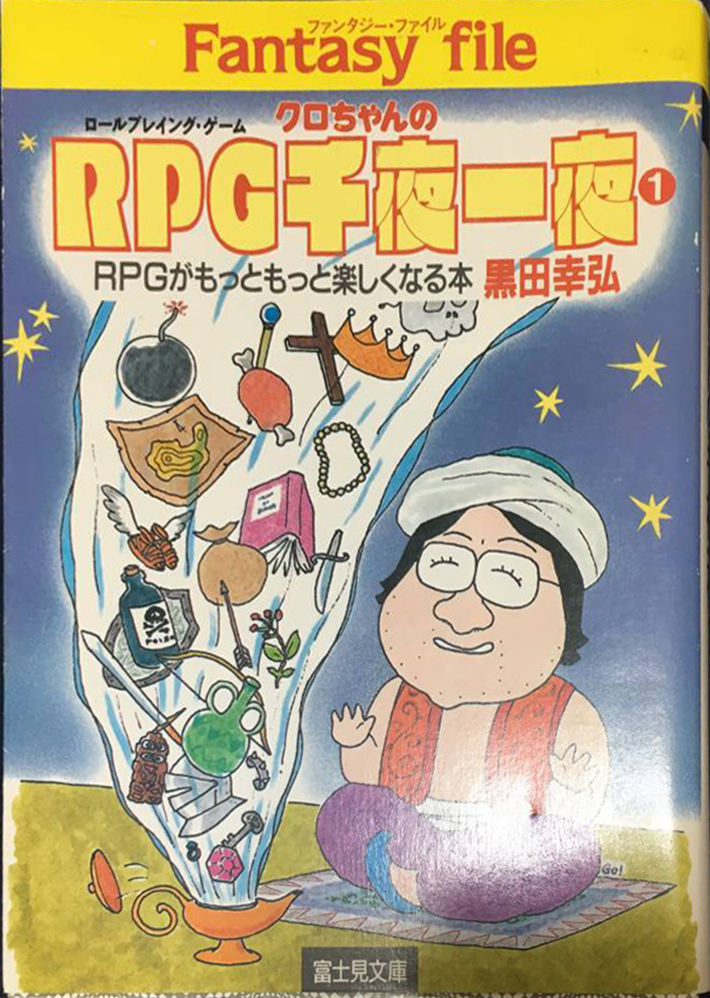 ファンタジー・ファイル
Fantasy file
ロールプレイング・ゲーム
クロちゃんの
RPG千夜一夜1
RPGがもっともっと楽しくなる本 黒田幸弘
POISO
Go!
富士見文庫